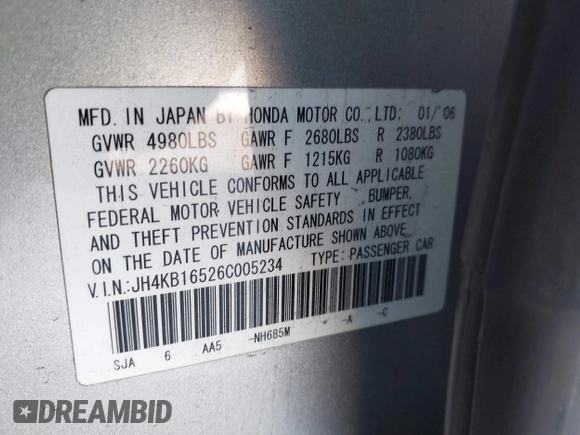 MFD. IN JAPAN BY HONDA MOTOR CO., LTD. 01/06
GVWR 4980LBS GAWR F 2680LBS R 2380LBS
GVWR 2260KG GAWR F 1215KG R 1080KG
THIS VEHICLE CONFORMS TO ALL APPLICABLE
FEDERAL MOTOR VEHICLE SAFETY , BUMPER,
AND THEFT PREVENTION STANDARDS IN EFFECT
ON THE DATE OF MANUFACTURE SHOWN ABOVE.
V.I.N.:JH4KB16526C005234 TYPE: PASSENGER CAR
SJA 6 AA5 -NH685M -A -C
DREAMBID